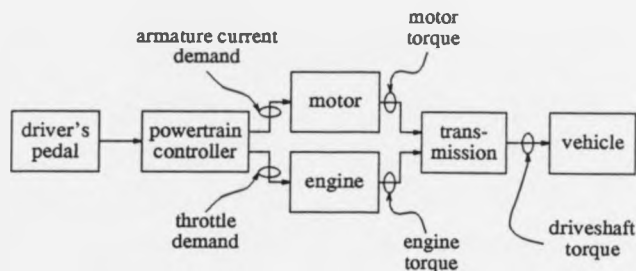 armature current
demand
motor
torque
motor
driver's
pedal
powertrain
controller
trans-
mission
vehicle
engine
throttle
demand
engine
torque
driveshaft
torque